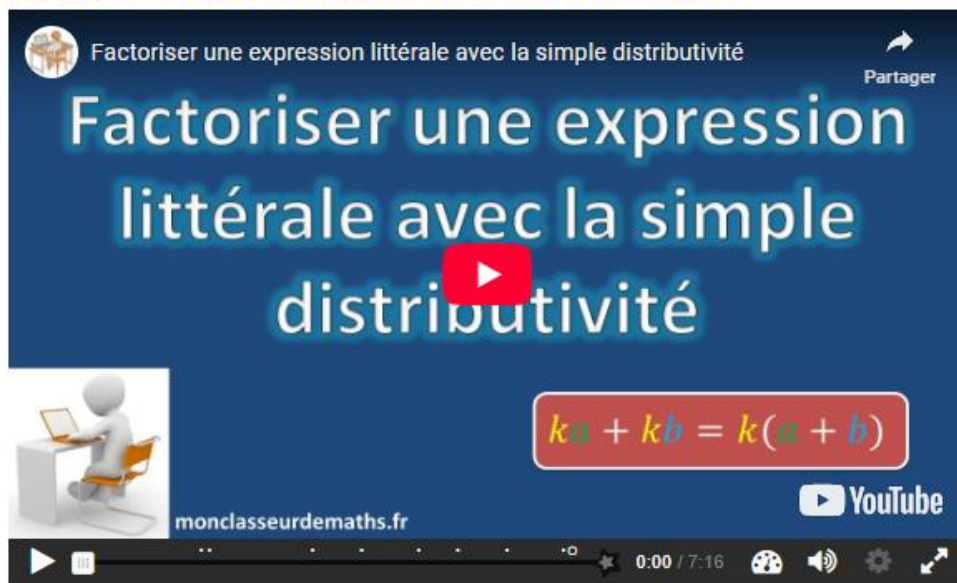 Factoriser une expression littérale avec la simple distributivité
Partager
Factoriser une expression
littérale avec la simple
distributivité
ka + kb = k(a + b)
YouTube
monclasseurdemaths.fr
0:00 / 7:16